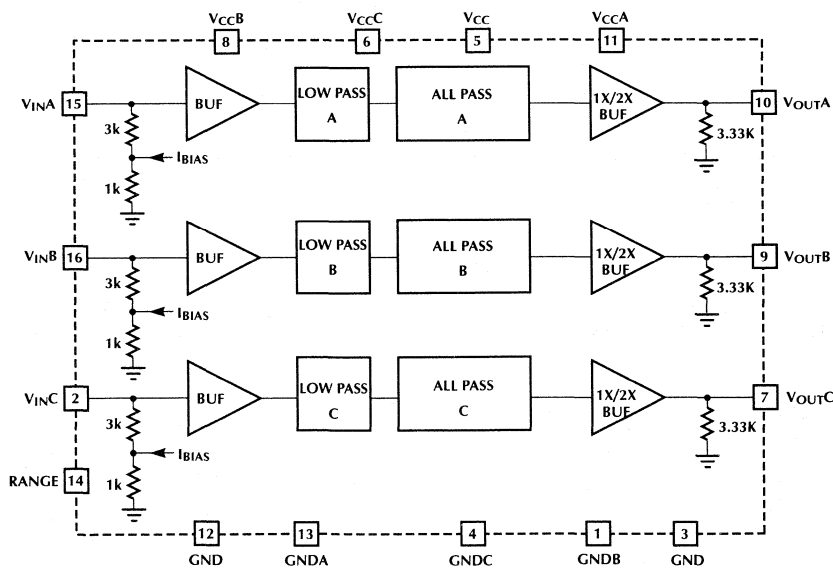 VCCB VCCC VCC VCCA
8 6 5 11
VINA 15 BUF LOW PASS A ALL PASS A 1X/2X BUF 10 VOUTA
3k
IBIAS
1k
3.33K
VINB 16 BUF LOW PASS B ALL PASS B 1X/2X BUF 9 VOUTB
3k
IBIAS
1k
3.33K
VINC 2 BUF LOW PASS C ALL PASS C 1X/2X BUF 7 VOUTC
3k
IBIAS
1k
3.33K
RANGE 14
12 13 4 1 3
GND GNDA GNDC GNDB GND